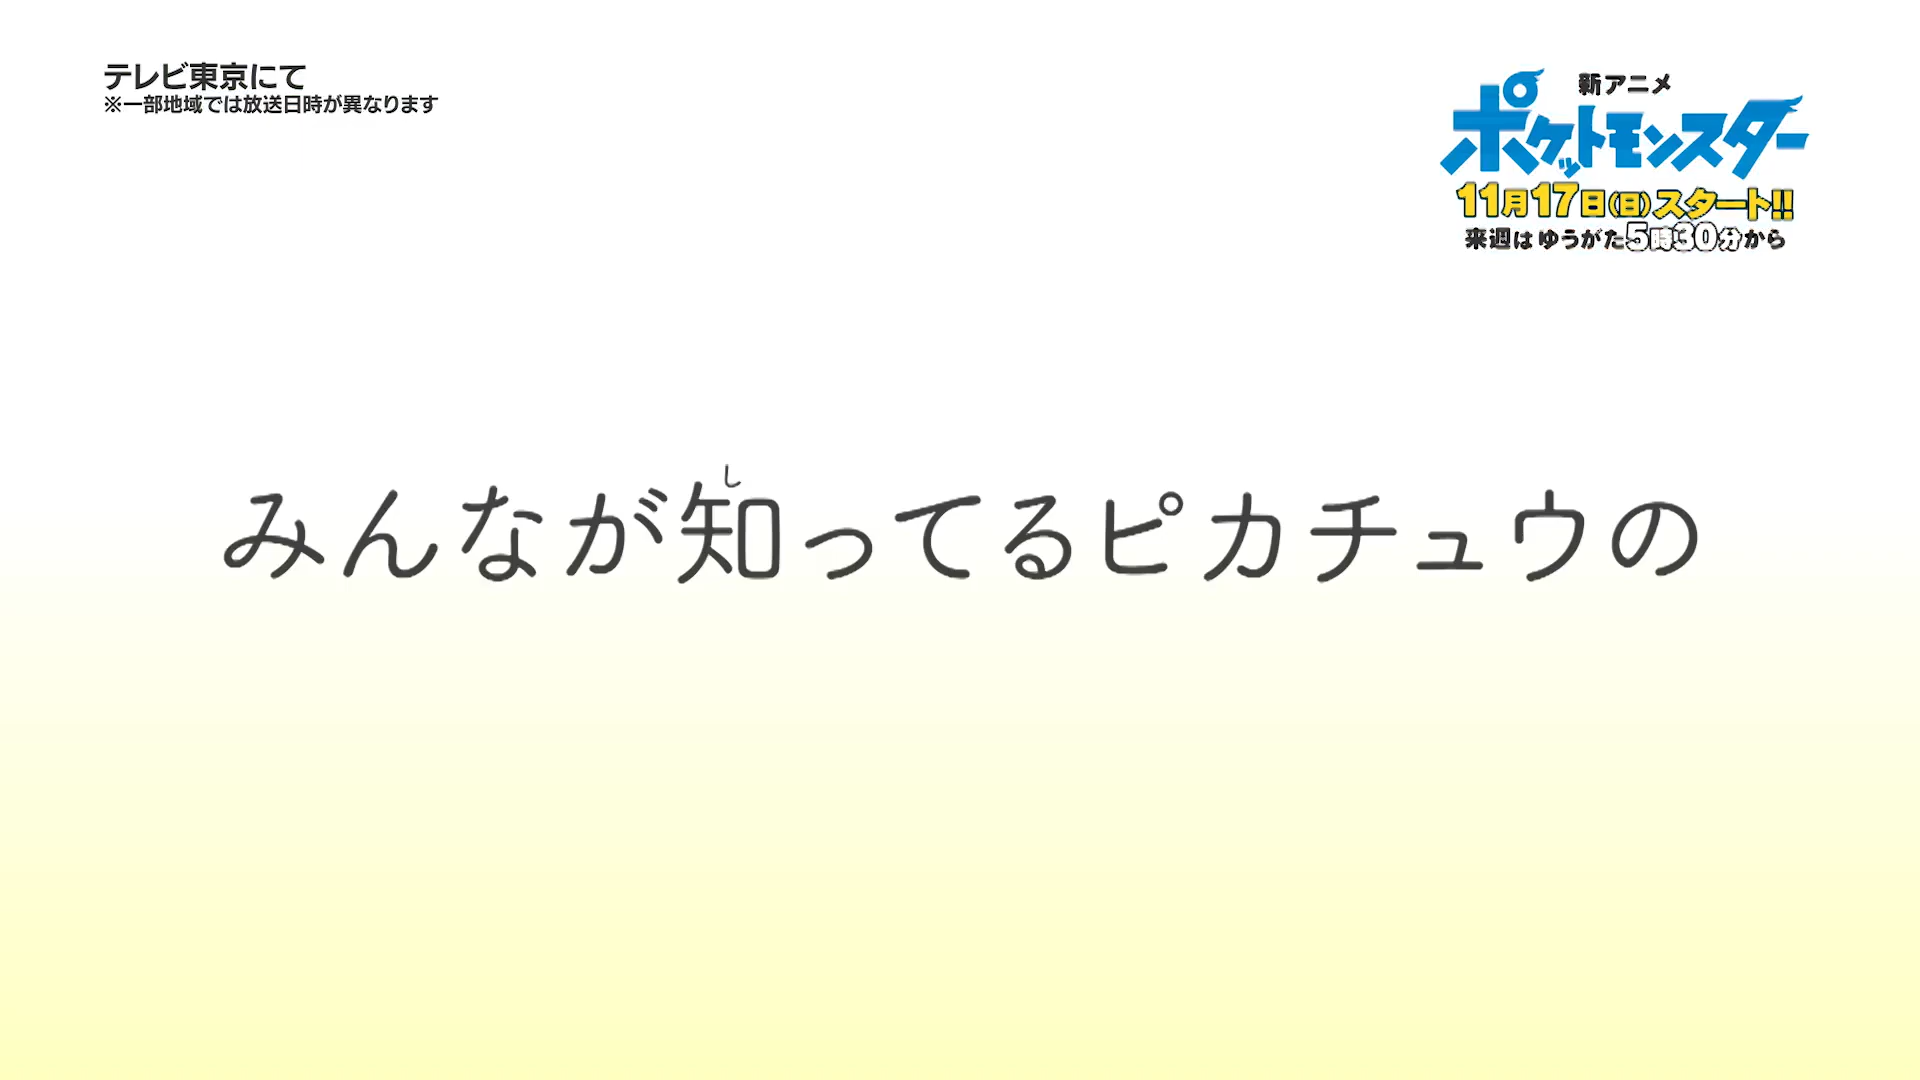 テレビ東京にて
※一部地域では放送日時が異なります
新アニメ
ポケットモンスター
11月17日(日)スタート!!
来週はゆうがた5時30分から
し
みんなが知ってるピカチュウの